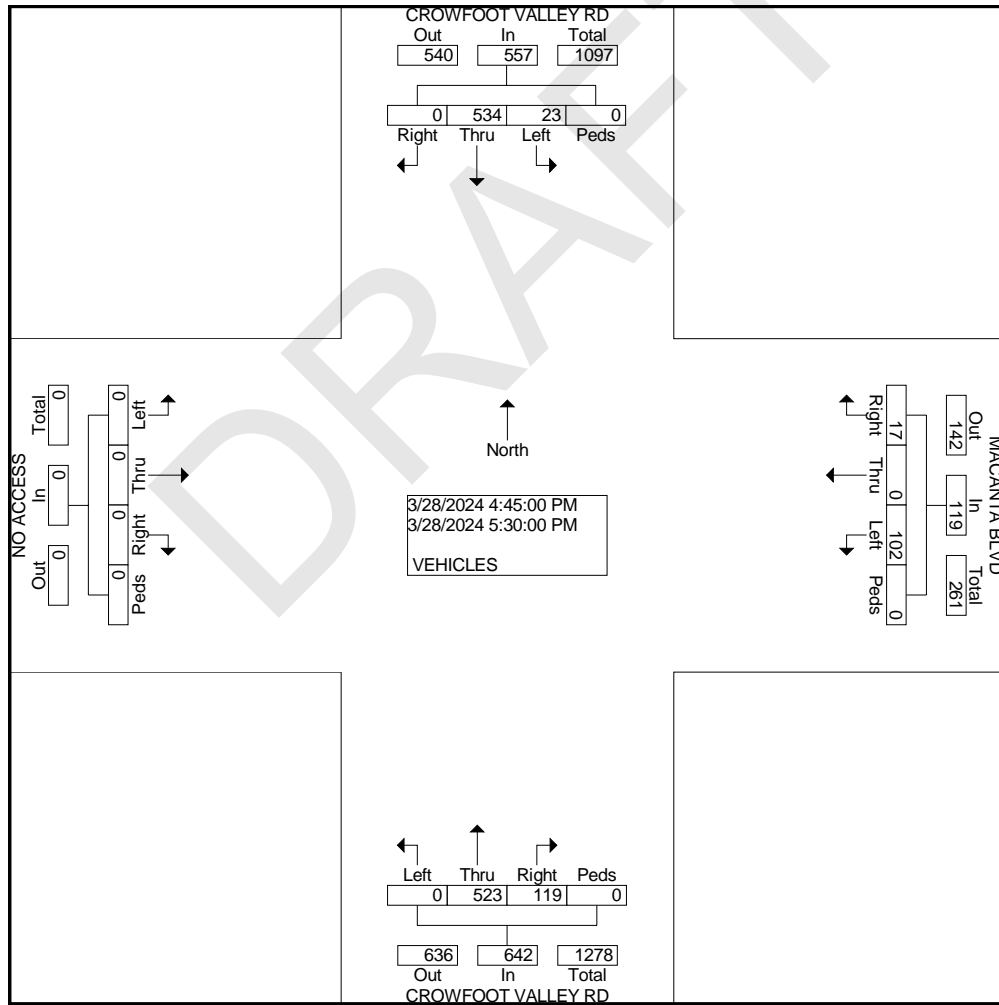 CROWFOOT VALLEY RD
Out In Total
540 557 1097
0 534 23 0
Right Thru Left Peds
NO ACCESS
Total In Out
0 0 0
0 0 0 0
Left Thru Right Peds
North
3/28/2024 4:45:00 PM
3/28/2024 5:30:00 PM
VEHICLES
MACANTA BLVD
Out In Total
142 119 261
17 0 102 0
Right Thru Left Peds
Left Thru Right Peds
0 523 119 0
636 642 1278
Out In Total
CROWFOOT VALLEY RD
DRAFT